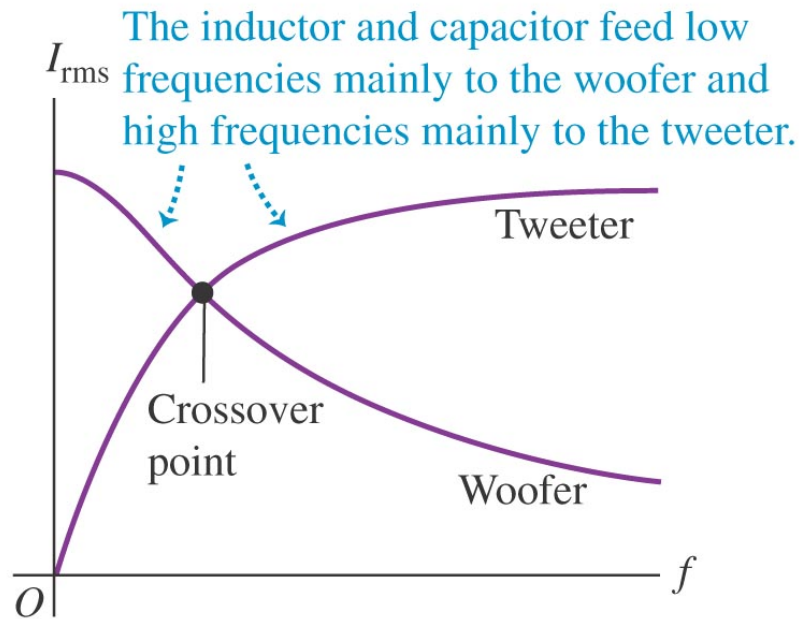 The inductor and capacitor feed low
I_rms frequencies mainly to the woofer and
high frequencies mainly to the tweeter.
Tweeter
Crossover
point
Woofer
f
O